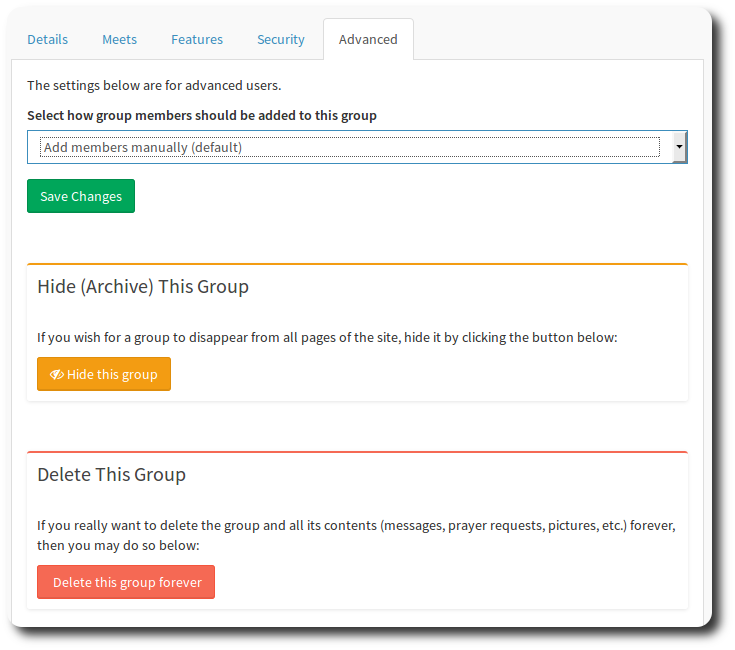 Details Meets Features Security Advanced
The settings below are for advanced users.
Select how group members should be added to this group
Add members manually (default)
Save Changes
Hide (Archive) This Group
If you wish for a group to disappear from all pages of the site, hide it by clicking the button below:
Hide this group
Delete This Group
If you really want to delete the group and all its contents (messages, prayer requests, pictures, etc.) forever,
then you may do so below:
Delete this group forever